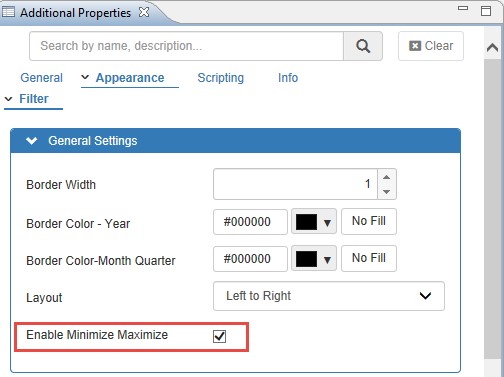 Additional Properties
Search by name, description... Clear
General Appearance Scripting Info
Filter
General Settings
Border Width 1
Border Color - Year #000000 No Fill
Border Color-Month Quarter #000000 No Fill
Layout Left to Right
Enable Minimize Maximize